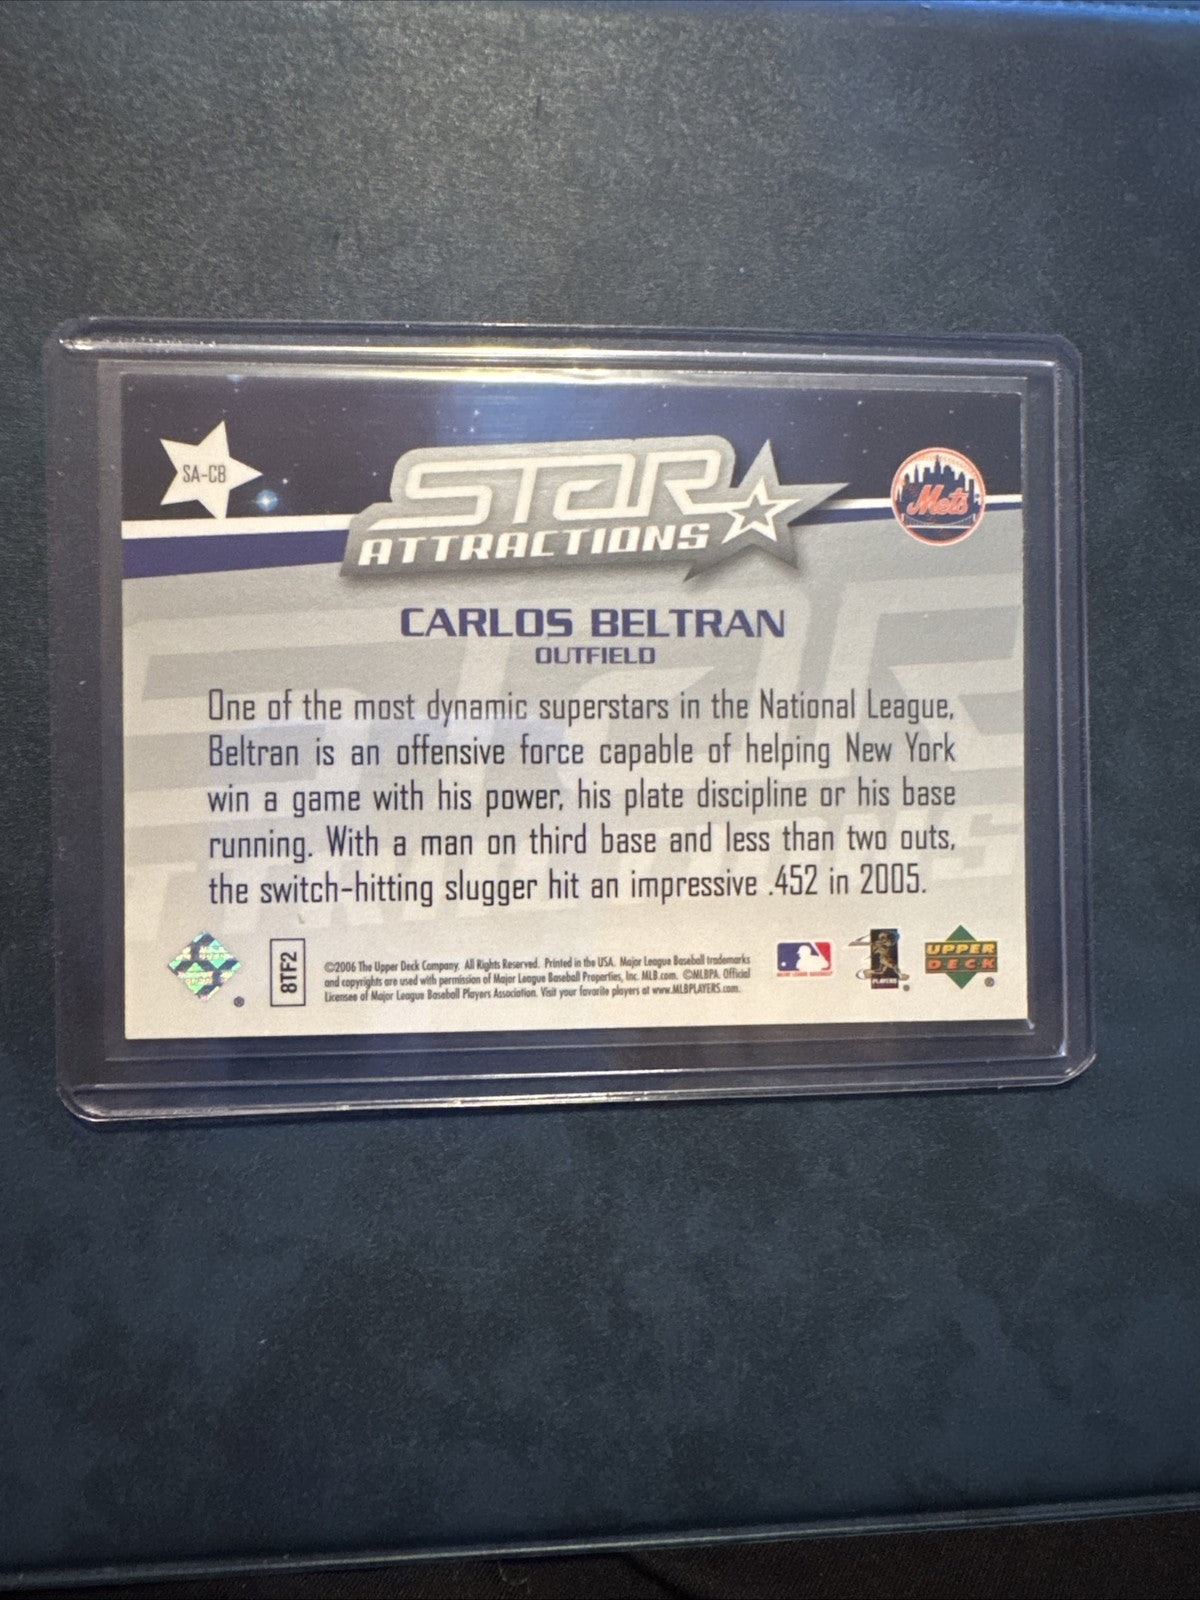 SA-CB
STAR
ATTRACTIONS
Mets
CARLOS BELTRAN
OUTFIELD
One of the most dynamic superstars in the National League,
Beltran is an offensive force capable of helping New York
win a game with his power, his plate discipline or his base
running. With a man on third base and less than two outs,
the switch-hitting slugger hit an impressive .452 in 2005.
8TF2
©2006 The Upper Deck Company. All Rights Reserved. Printed in the USA. Major League Baseball trademarks
and copyrights are used with permission of Major League Baseball Properties, Inc. MLB.com. ©MLBPA. Official
Licensee of Major League Baseball Players Association. Visit your favorite players at www.MLBPLAYERS.com.
MAJOR LEAGUE BASEBALL
PLAYERS
UPPER
DECK